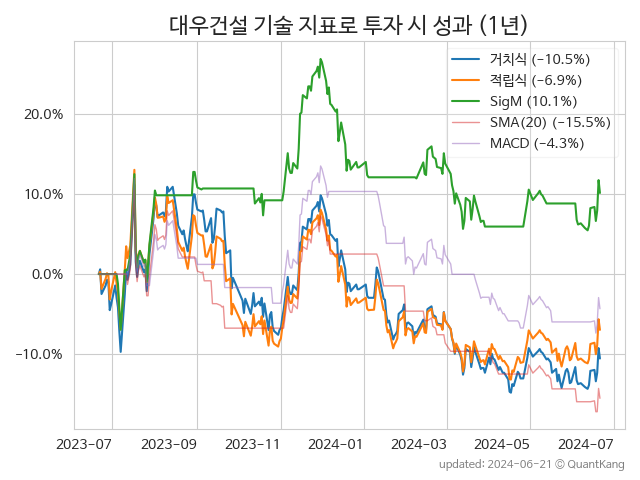 대우건설 기술 지표로 투자 시 성과 (1년)
거치식 (−10.5%)
적립식 (−6.9%)
SigM (10.1%)
SMA(20) (−15.5%)
MACD (−4.3%)
20.0%
10.0%
0.0%
−10.0%
2023-07 2023-09 2023-11 2024-01 2024-03 2024-05 2024-07
updated: 2024-06-21 © QuantKang